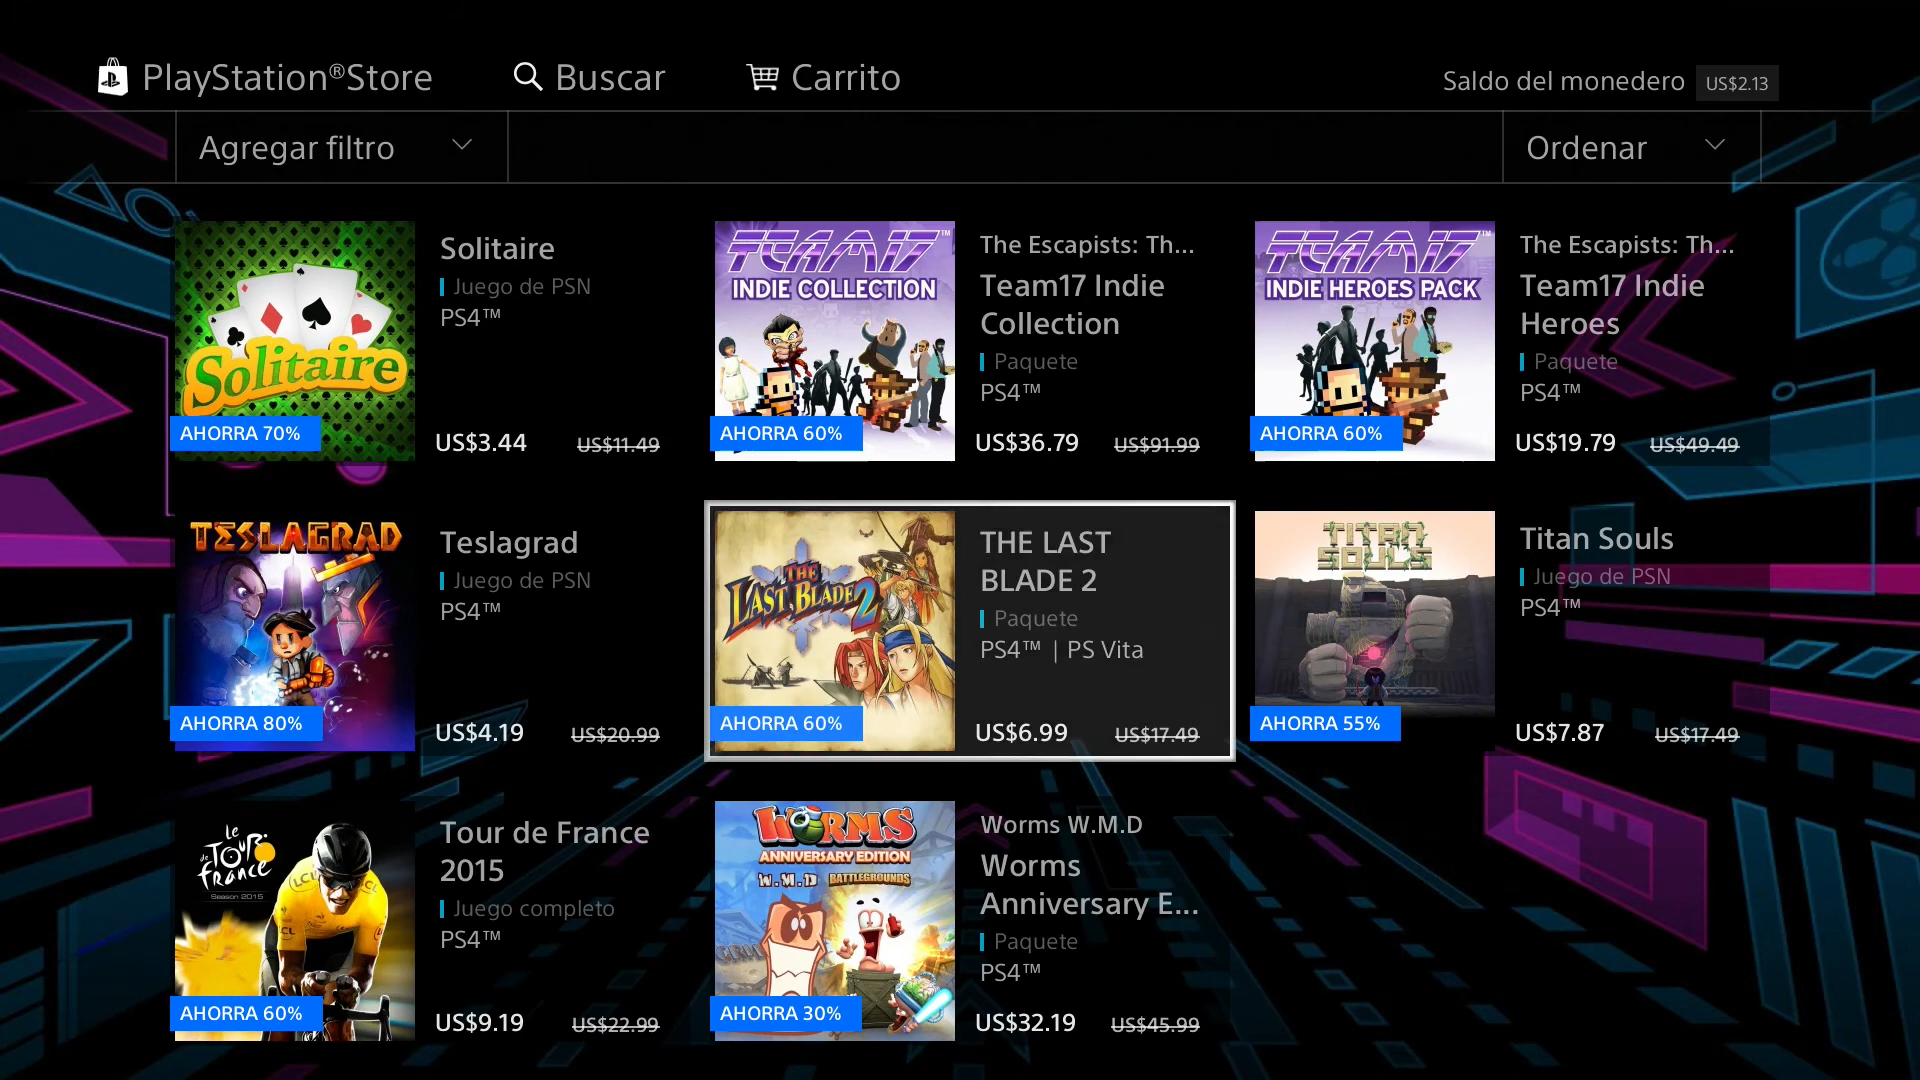 PlayStation®Store
Buscar
Carrito
Saldo del monedero US$2.13
Agregar filtro
Ordenar
Solitaire
AHORRA 70%
Solitaire
Juego de PSN
PS4™
US$3.44 US$11.49
TEAM17™
INDIE COLLECTION
AHORRA 60%
The Escapists: Th...
Team17 Indie
Collection
Paquete
PS4™
US$36.79 US$91.99
TEAM17™
INDIE HEROES PACK
AHORRA 60%
The Escapists: Th...
Team17 Indie
Heroes
Paquete
PS4™
US$19.79 US$49.49
TESLAGRAD
AHORRA 80%
Teslagrad
Juego de PSN
PS4™
US$4.19 US$20.99
THE
LAST BLADE 2
AHORRA 60%
THE LAST
BLADE 2
Paquete
PS4™ | PS Vita
US$6.99 US$17.49
TITAN
SOULS
AHORRA 55%
Titan Souls
Juego de PSN
PS4™
US$7.87 US$17.49
le
TOUR
de
france
Season 2015
LCL
CL
LCL
AHORRA 60%
Tour de France
2015
Juego completo
PS4™
US$9.19 US$22.99
WORMS
ANNIVERSARY EDITION
W.M.D BATTLEGROUNDS
AHORRA 30%
Worms W.M.D
Worms
Anniversary E...
Paquete
PS4™
US$32.19 US$45.99